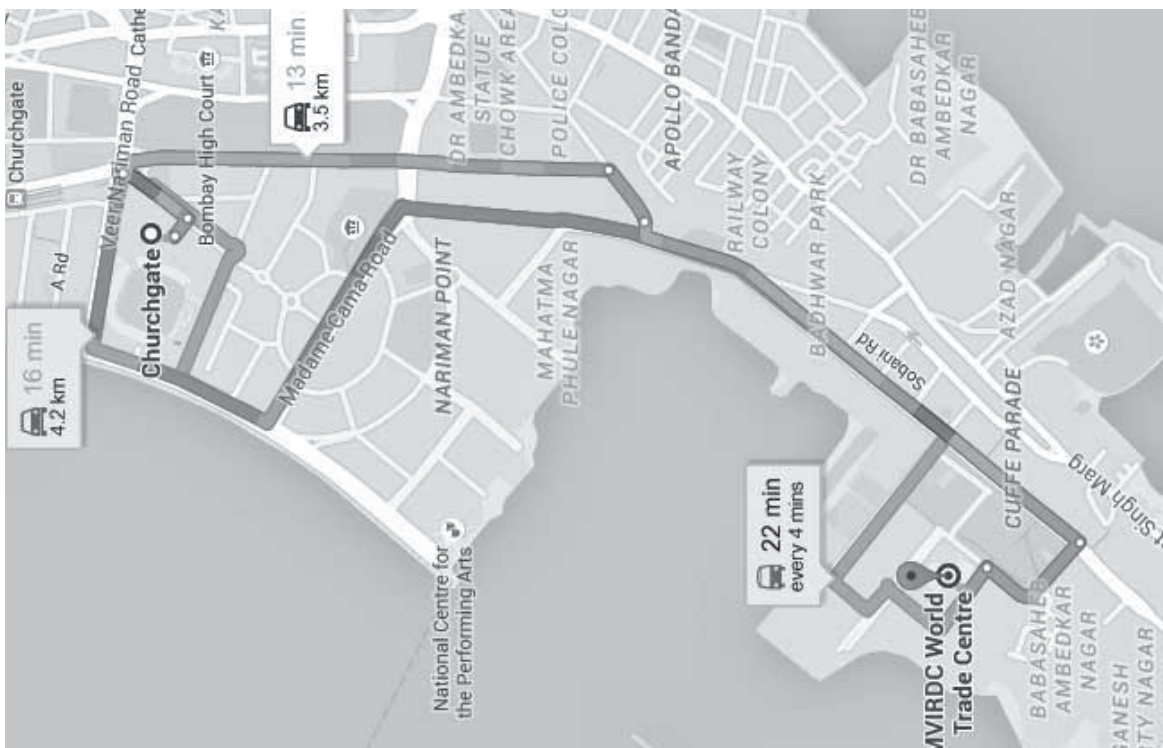 Churchgate
Veer Nariman Road
Cathe
A Rd
Churchgate
Bombay High Court
KA
13 min
3.5 km
16 min
4.2 km
Madame Cama Road
NARIMAN POINT
DR AMBEDKA
STATUE
CHOWK AREA
POLICE COLO
APOLLO BANDA
MAHATMA
PHULE NAGAR
RAILWAY
COLONY
DR BABASAHEB
AMBEDKAR
NAGAR
BADHWAR PARK
National Centre for
the Performing Arts
Sobani Rd
AZAD NAGAR
22 min
every 4 mins
CUFFE PARADE
MVIRDC World
Trade Centre
t Singh Marg
BABASAHEB
AMBEDKAR
NAGAR
GANESH
TY NAGAR